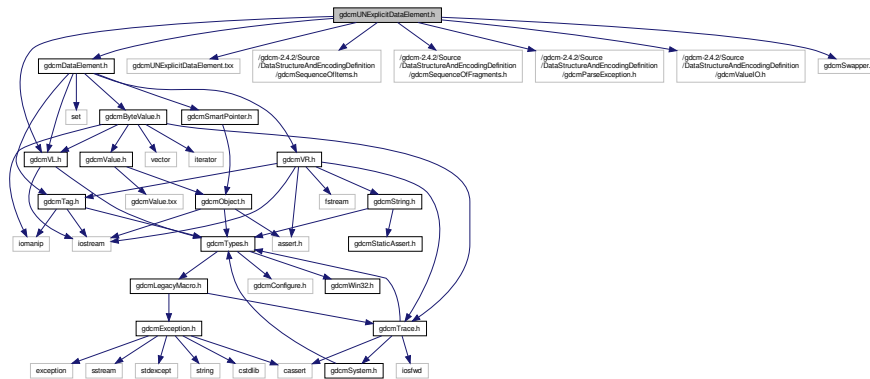 gdcmUNExplicitDataElement.h
gdcmDataElement.h
gdcmUNExplicitDataElement.txx
/gdcm-2.4.2/Source
/DataStructureAndEncodingDefinition
/gdcmSequenceOfItems.h
/gdcm-2.4.2/Source
/DataStructureAndEncodingDefinition
/gdcmSequenceOfFragments.h
/gdcm-2.4.2/Source
/DataStructureAndEncodingDefinition
/gdcmParseException.h
/gdcm-2.4.2/Source
/DataStructureAndEncodingDefinition
/gdcmValueIO.h
gdcmSwapper.
set
gdcmByteValue.h
gdcmSmartPointer.h
gdcmVL.h
gdcmValue.h
vector
iterator
gdcmVR.h
gdcmTag.h
gdcmValue.txx
gdcmObject.h
fstream
gdcmString.h
iomanip
iostream
gdcmTypes.h
assert.h
gdcmStaticAssert.h
gdcmLegacyMacro.h
gdcmConfigure.h
gdcmWin32.h
gdcmException.h
gdcmTrace.h
exception
sstream
stdexcept
string
cstdlib
cassert
gdcmSystem.h
iosfwd